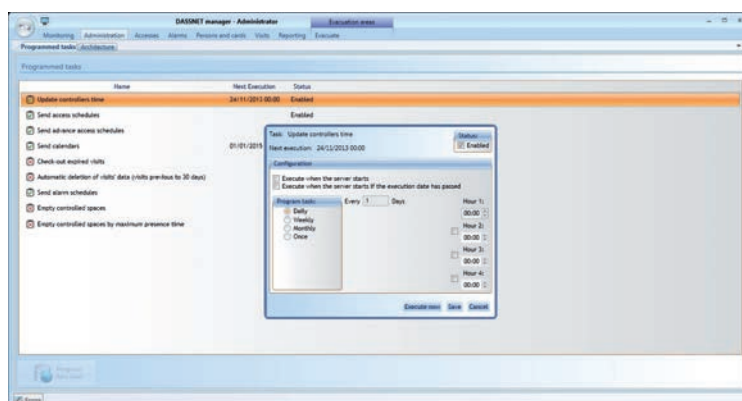 DASSNET manager - Administrator
Evacuation areas
Monitoring Administration Accesses Alarms Persons and cards Visits Reporting Evacuate
Programmed tasks Architecture
Programmed tasks
Name Next Execution Status
Update controllers time 24/11/2013 00:00 Enabled
Send access schedules Enabled
Send advance access schedules
Send calendars 01/01/2015
Check-out expired visits
Automatic deletion of visits' data (visits previous to 30 days)
Send alarm schedules
Empty controlled spaces
Empty controlled spaces by maximum presence time
Task: Update controllers time
Status:
Enabled
Next execution: 24/11/2013 00:00
Configuration
Execute when the server starts
Execute when the server starts if the execution date has passed
Program task:
Every 1 Days
Daily
Weekly
Monthly
Once
Hour 1:
00:00
Hour 2:
00:00
Hour 3:
00:00
Hour 4:
00:00
Execute now Save Cancel